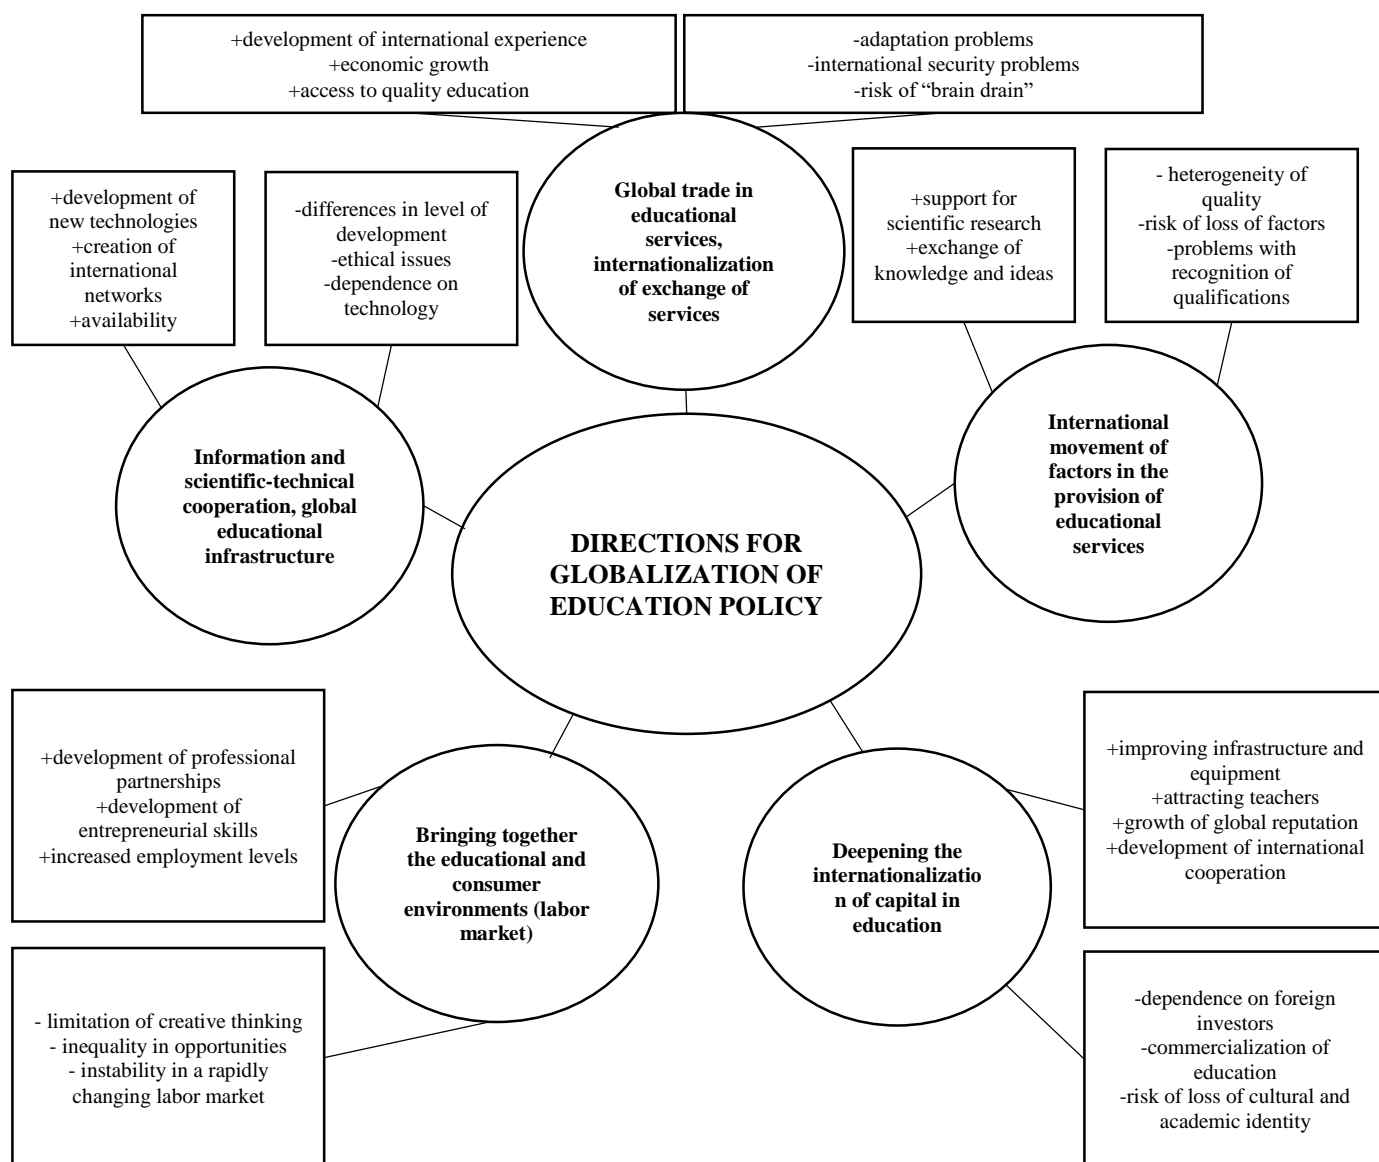 +development of international experience
+economic growth
+access to quality education
-adaptation problems
-international security problems
-risk of “brain drain”
+development of
new technologies
+creation of
international
networks
+availability
-differences in level of
development
-ethical issues
-dependence on
technology
Global trade in
educational
services,
internationalization
of exchange of
services
+support for
scientific research
+exchange of
knowledge and ideas
- heterogeneity of
quality
-risk of loss of factors
-problems with
recognition of
qualifications
Information and
scientific-technical
cooperation, global
educational
infrastructure
International
movement of
factors in the
provision of
educational
services
DIRECTIONS FOR
GLOBALIZATION OF
EDUCATION POLICY
+development of professional
partnerships
+development of
entrepreneurial skills
+increased employment levels
Bringing together
the educational and
consumer
environments (labor
market)
Deepening the
internationalizatio
n of capital in
education
+improving infrastructure and
equipment
+attracting teachers
+growth of global reputation
+development of international
cooperation
- limitation of creative thinking
- inequality in opportunities
- instability in a rapidly
changing labor market
-dependence on foreign
investors
-commercialization of
education
-risk of loss of cultural and
academic identity